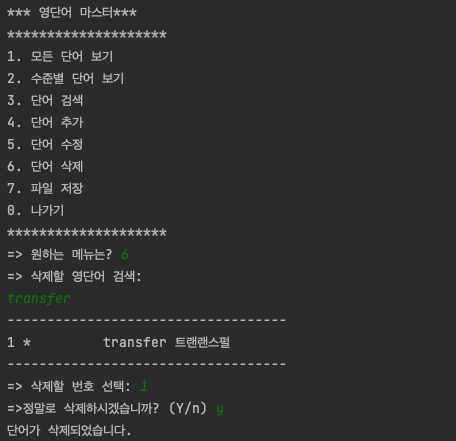 *** 영단어 마스터***
********************
1. 모든 단어 보기
2. 수준별 단어 보기
3. 단어 검색
4. 단어 추가
5. 단어 수정
6. 단어 삭제
7. 파일 저장
0. 나가기
********************
=> 원하는 메뉴는? 6
=> 삭제할 영단어 검색:
transfer
-----------------------------------
1 *         transfer 트랜랜스펄
-----------------------------------
=> 삭제할 번호 선택: 1
=>정말로 삭제하시겠습니까? (Y/n) y
단어가 삭제되었습니다.